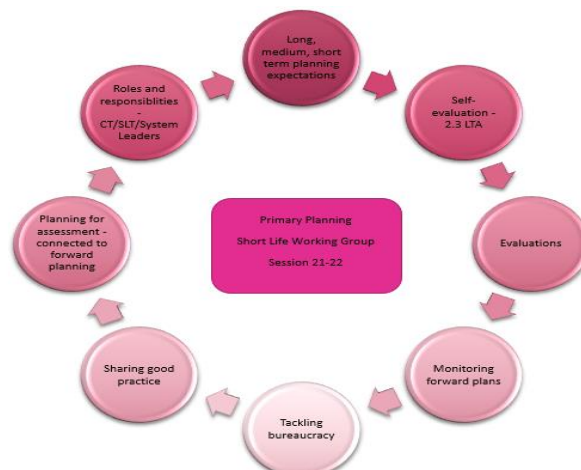 Long,
medium, short
term planning
expectations
Self-
evaluation -
2.3 LTA
Evaluations
Monitoring
forward plans
Tackling
bureaucracy
Sharing good
practice
Planning for
assessment -
connected to
forward
planning
Roles and
responsiblities
-
CT/SLT/System
Leaders
Primary Planning
Short Life Working Group
Session 21-22